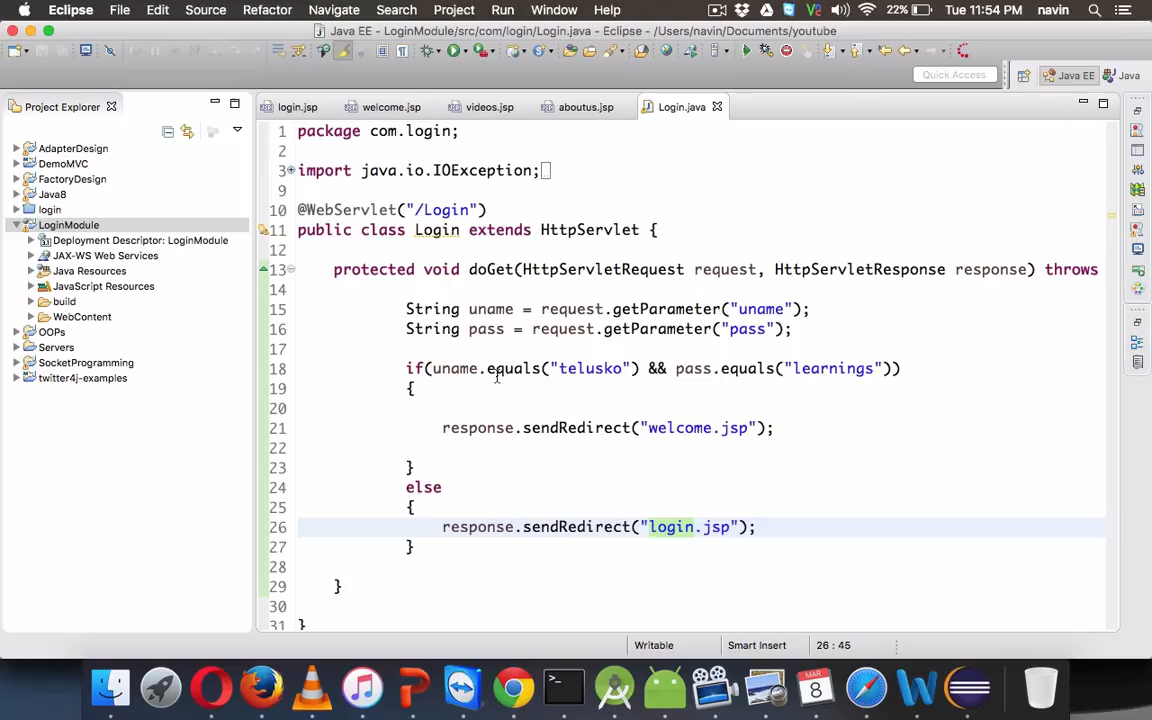 Eclipse File Edit Source Refactor Navigate Search Project Run Window Help 22% Tue 11:54 PM navin
Java EE - LoginModule/src/com/login/Login.java - Eclipse - /Users/navin/Documents/youtube
Quick Access Java EE Java
Project Explorer
login.jsp welcome.jsp videos.jsp aboutus.jsp Login.java
AdapterDesign
DemoMVC
FactoryDesign
Java8
login
LoginModule
Deployment Descriptor: LoginModule
JAX-WS Web Services
Java Resources
JavaScript Resources
build
WebContent
OOPs
Servers
SocketProgramming
twitter4j-examples
1 package com.login;
2
3 import java.io.IOException;
9
10 @WebServlet("/Login")
11 public class Login extends HttpServlet {
12
13 protected void doGet(HttpServletRequest request, HttpServletResponse response) throws
14
15 String uname = request.getParameter("uname");
16 String pass = request.getParameter("pass");
17
18 if(uname.equals("telusko") && pass.equals("learnings"))
19 {
20
21 response.sendRedirect("welcome.jsp");
22
23 }
24 else
25 {
26 response.sendRedirect("login.jsp");
27 }
28
29 }
30
31 }
Writable Smart Insert 26 : 45
MAR
8